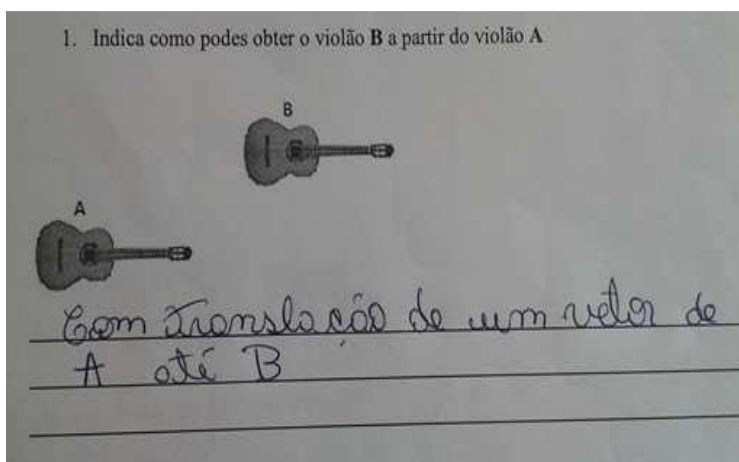 1. Indica como podes obter o violão B a partir do violão A
B
A
Com translação de um vetor de
A até B